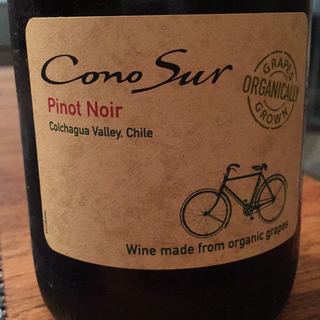 Cono Sur
Pinot Noir
Colchagua Valley, Chile
GRAPES
ORGANICALLY
GROWN
Wine made from organic grapes